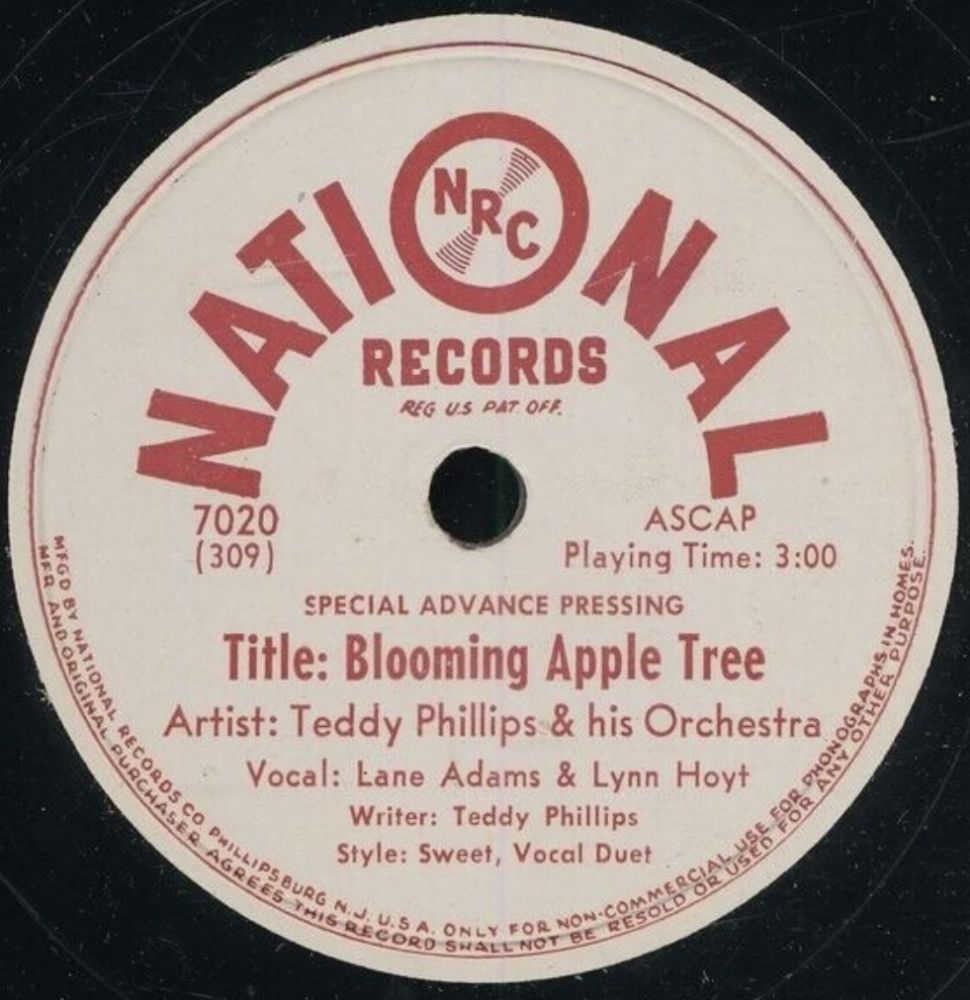 NATIONAL
NRC
RECORDS
REG U.S. PAT. OFF.
7020
(309)
ASCAP
Playing Time: 3:00
SPECIAL ADVANCE PRESSING
Title: Blooming Apple Tree
Artist: Teddy Phillips & his Orchestra
Vocal: Lane Adams & Lynn Hoyt
Writer: Teddy Phillips
Style: Sweet, Vocal Duet
MFGD BY NATIONAL RECORDS CO PHILLIPSBURG N.J. U.S.A. ONLY FOR NON-COMMERCIAL USE FOR PHONOGRAPHS IN HOMES.
MFR. AND ORIGINAL PURCHASER AGREES THIS RECORD SHALL NOT BE RESOLD OR USED FOR ANY OTHER PURPOSE.